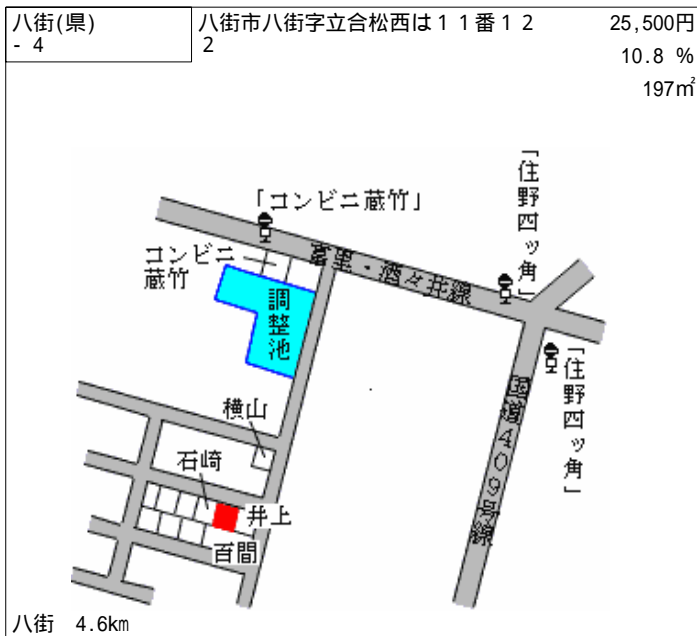 八街(県)
- 4
八街市八街字立合松西は１１番１２
2
25,500円
10.8 %
197㎡
「コンビニ蔵竹」
「住野四ッ角」
コンビニ
蔵竹
富里・酒々井線
調整池
「住野四ッ角」
国道409号線
横山
石崎
井上
百間
八街 4.6km